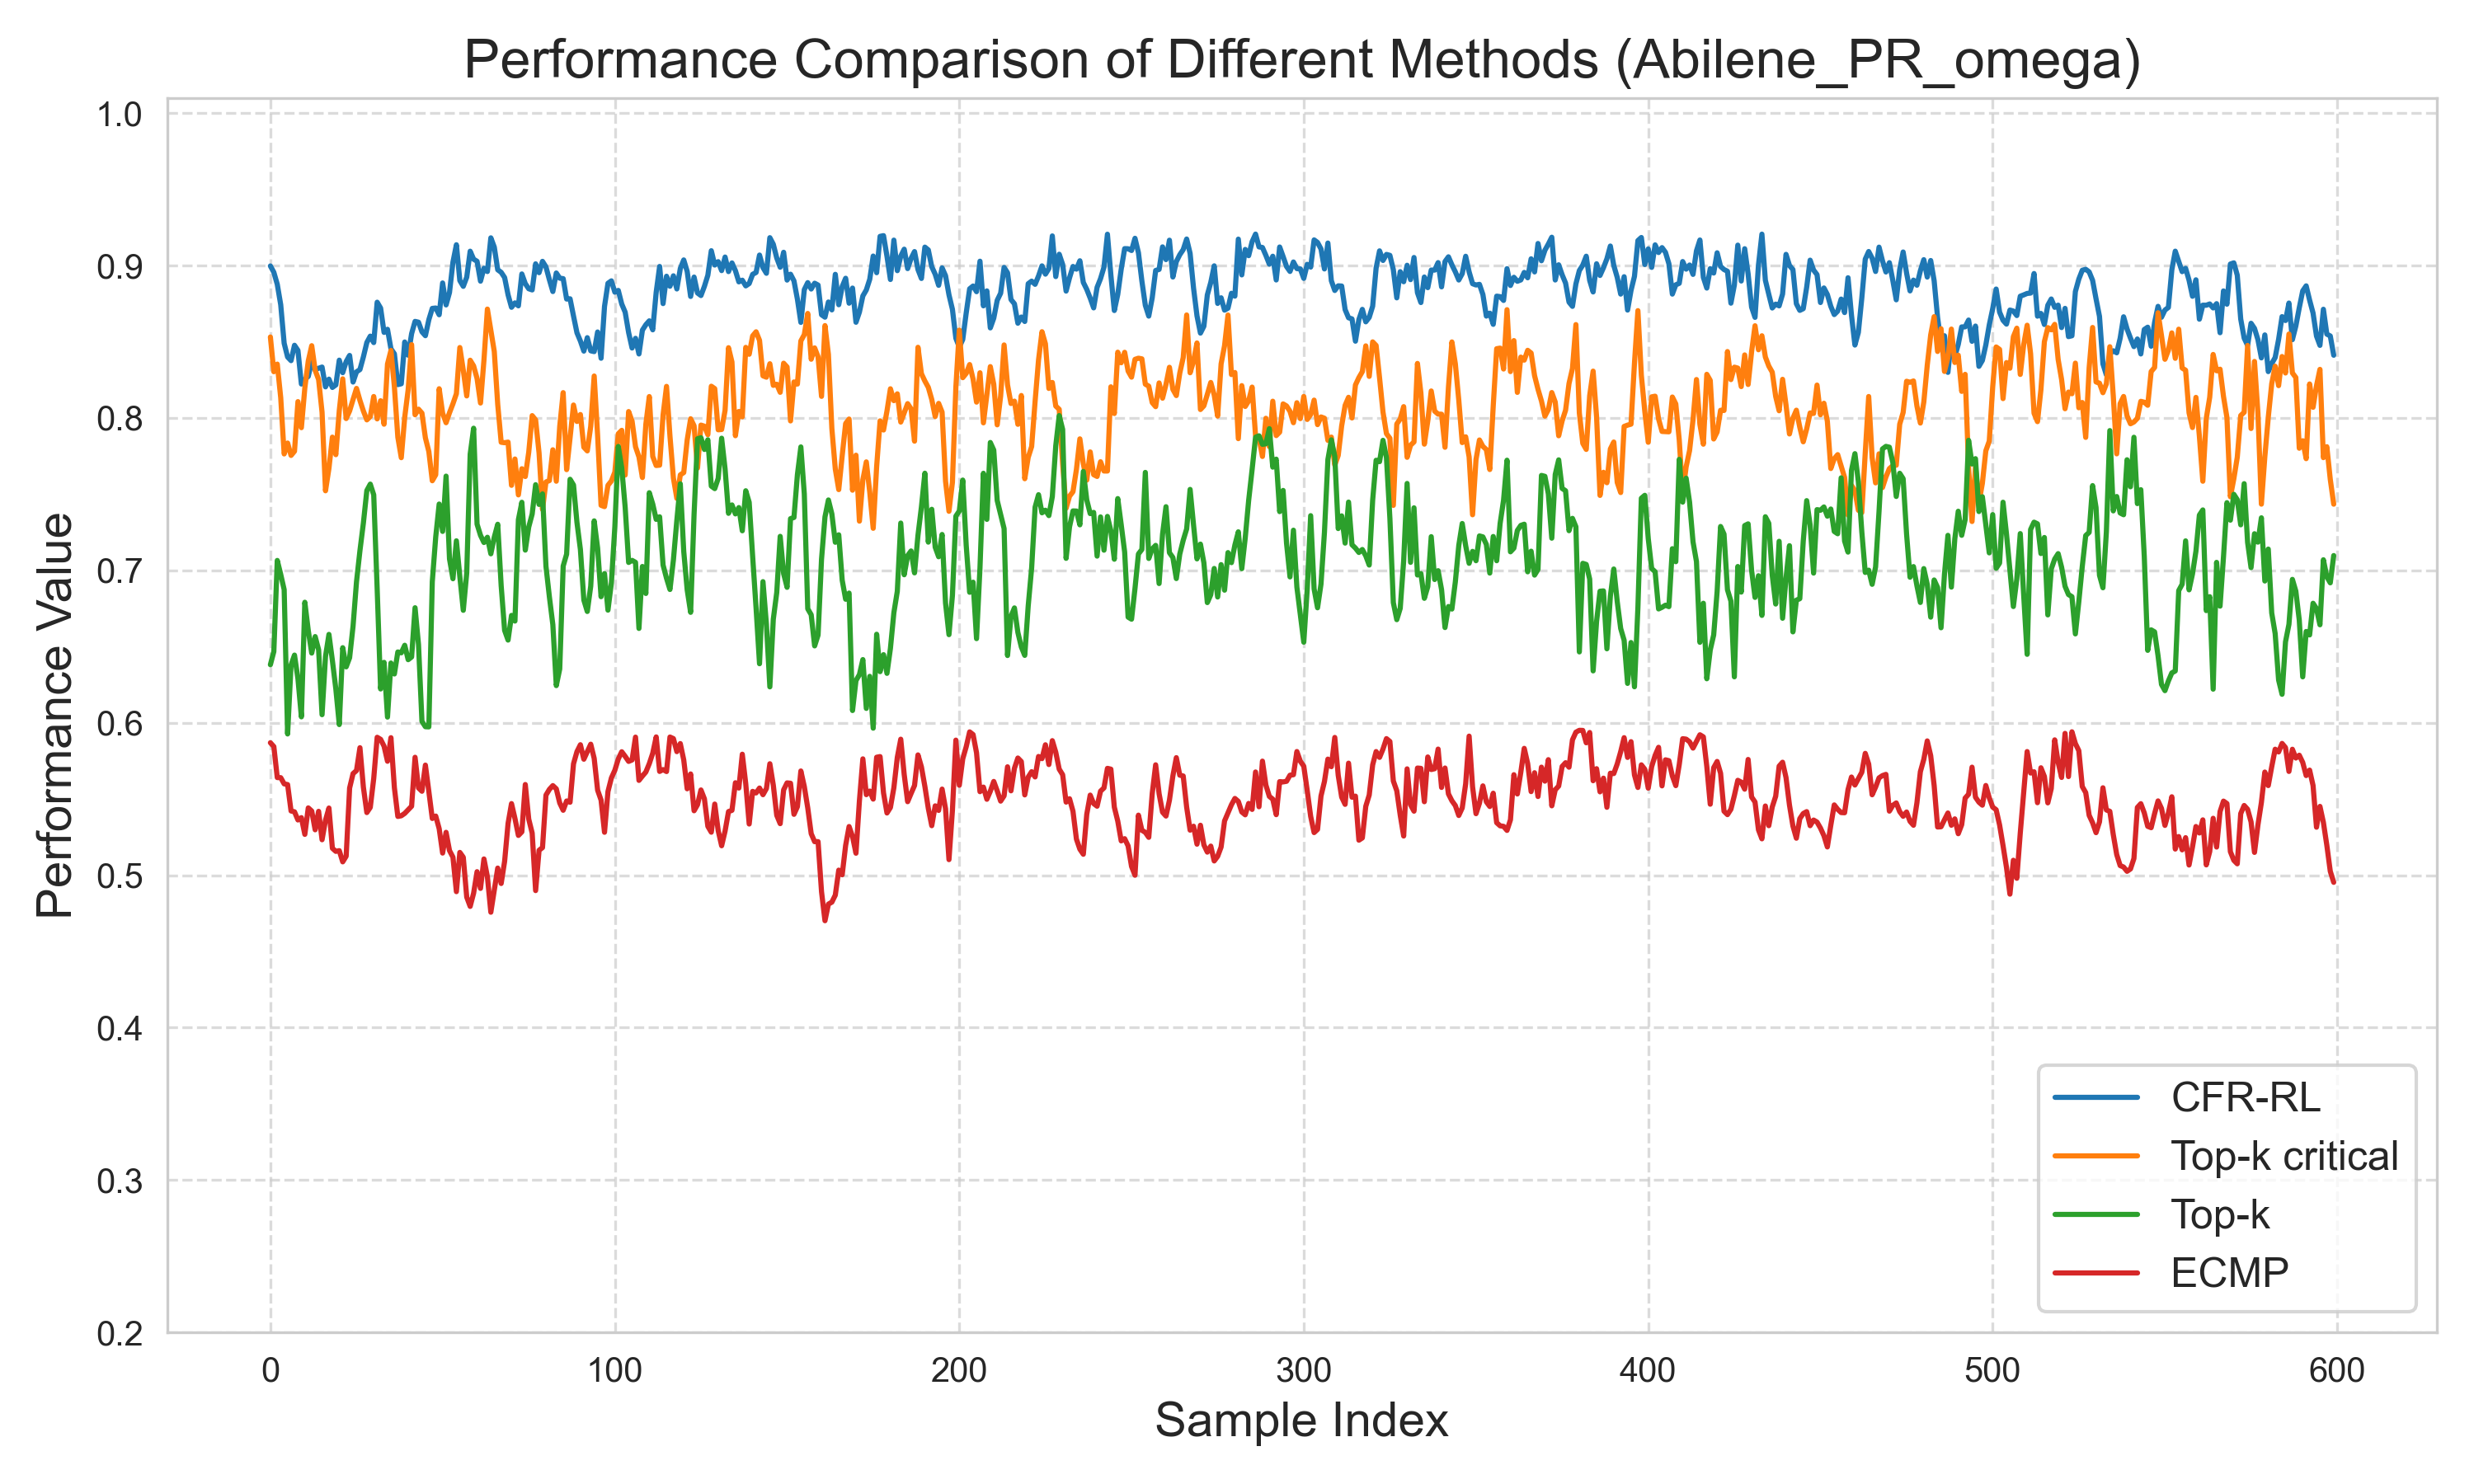 Performance Comparison of Different Methods (Abilene_PR_omega)
Performance Value
1.0
0.9
0.8
0.7
0.6
0.5
0.4
0.3
0.2
0 100 200 300 400 500 600
Sample Index
CFR-RL
Top-k critical
Top-k
ECMP